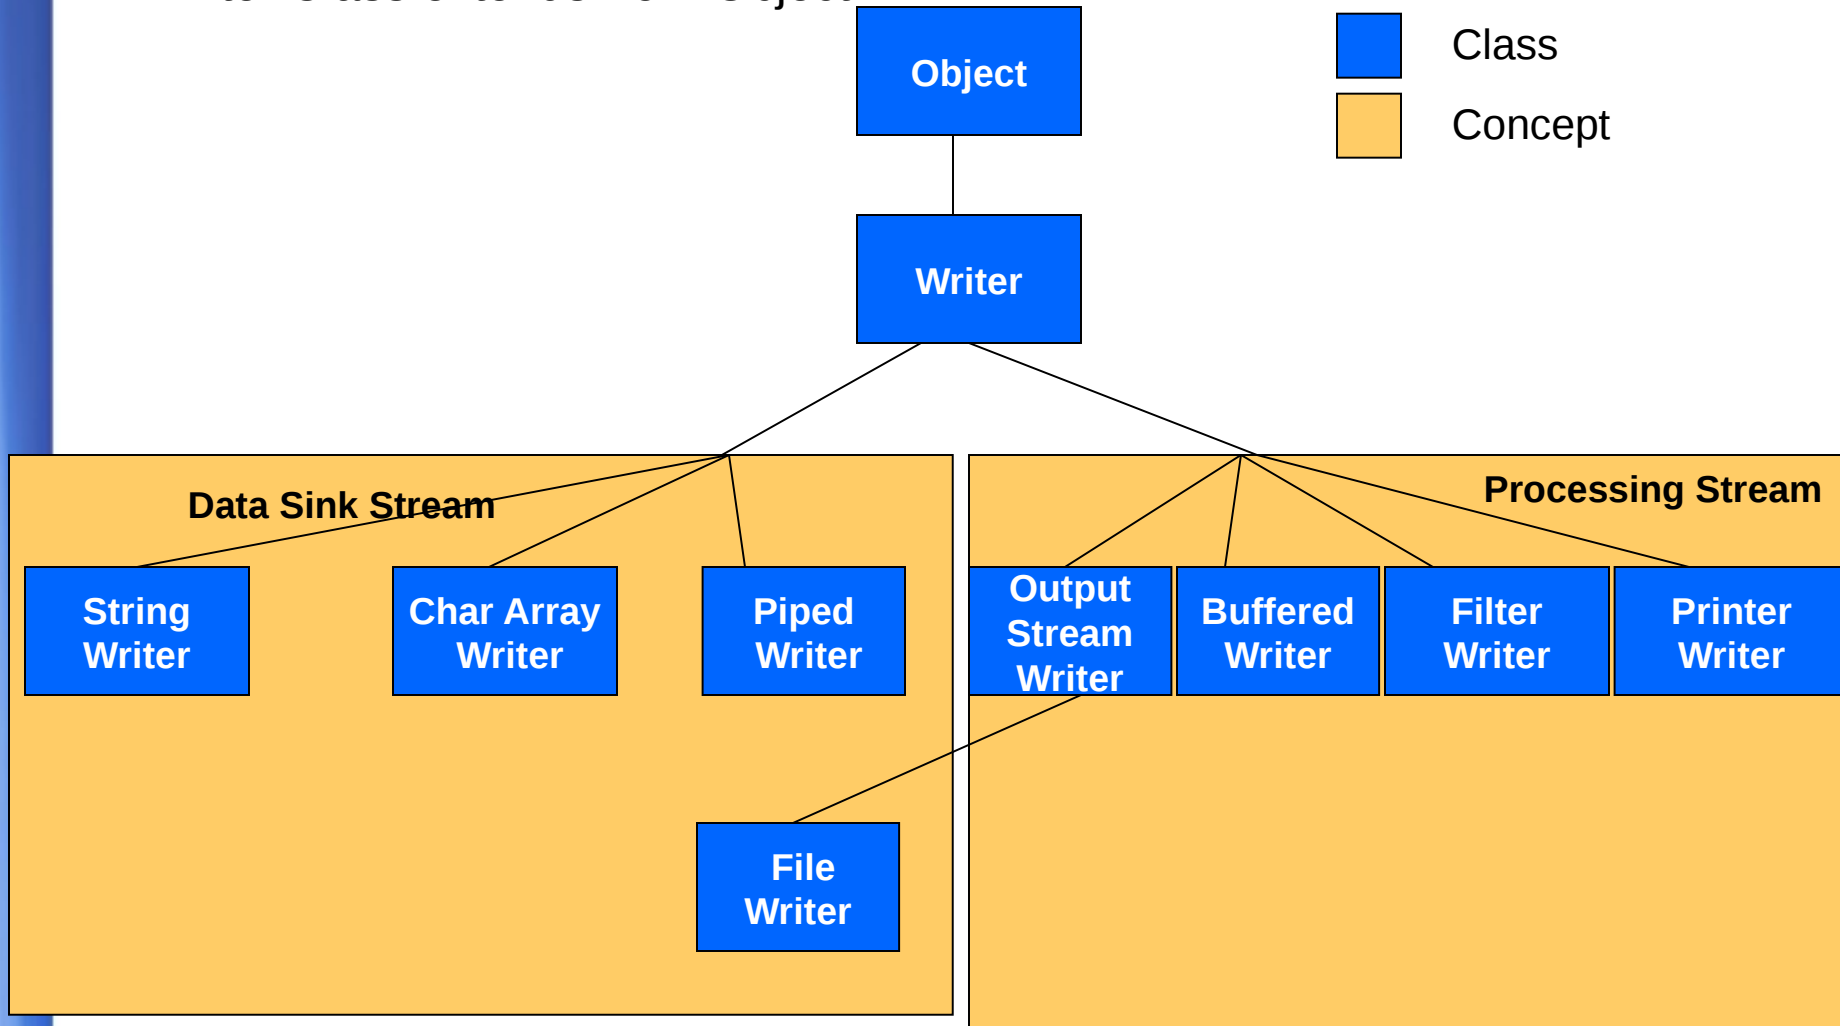 Object
Class
Concept
Writer
Data Sink Stream
Processing Stream
String
Writer
Char Array
Writer
Piped
Writer
Output
Stream
Writer
Buffered
Writer
Filter
Writer
Printer
Writer
File
Writer